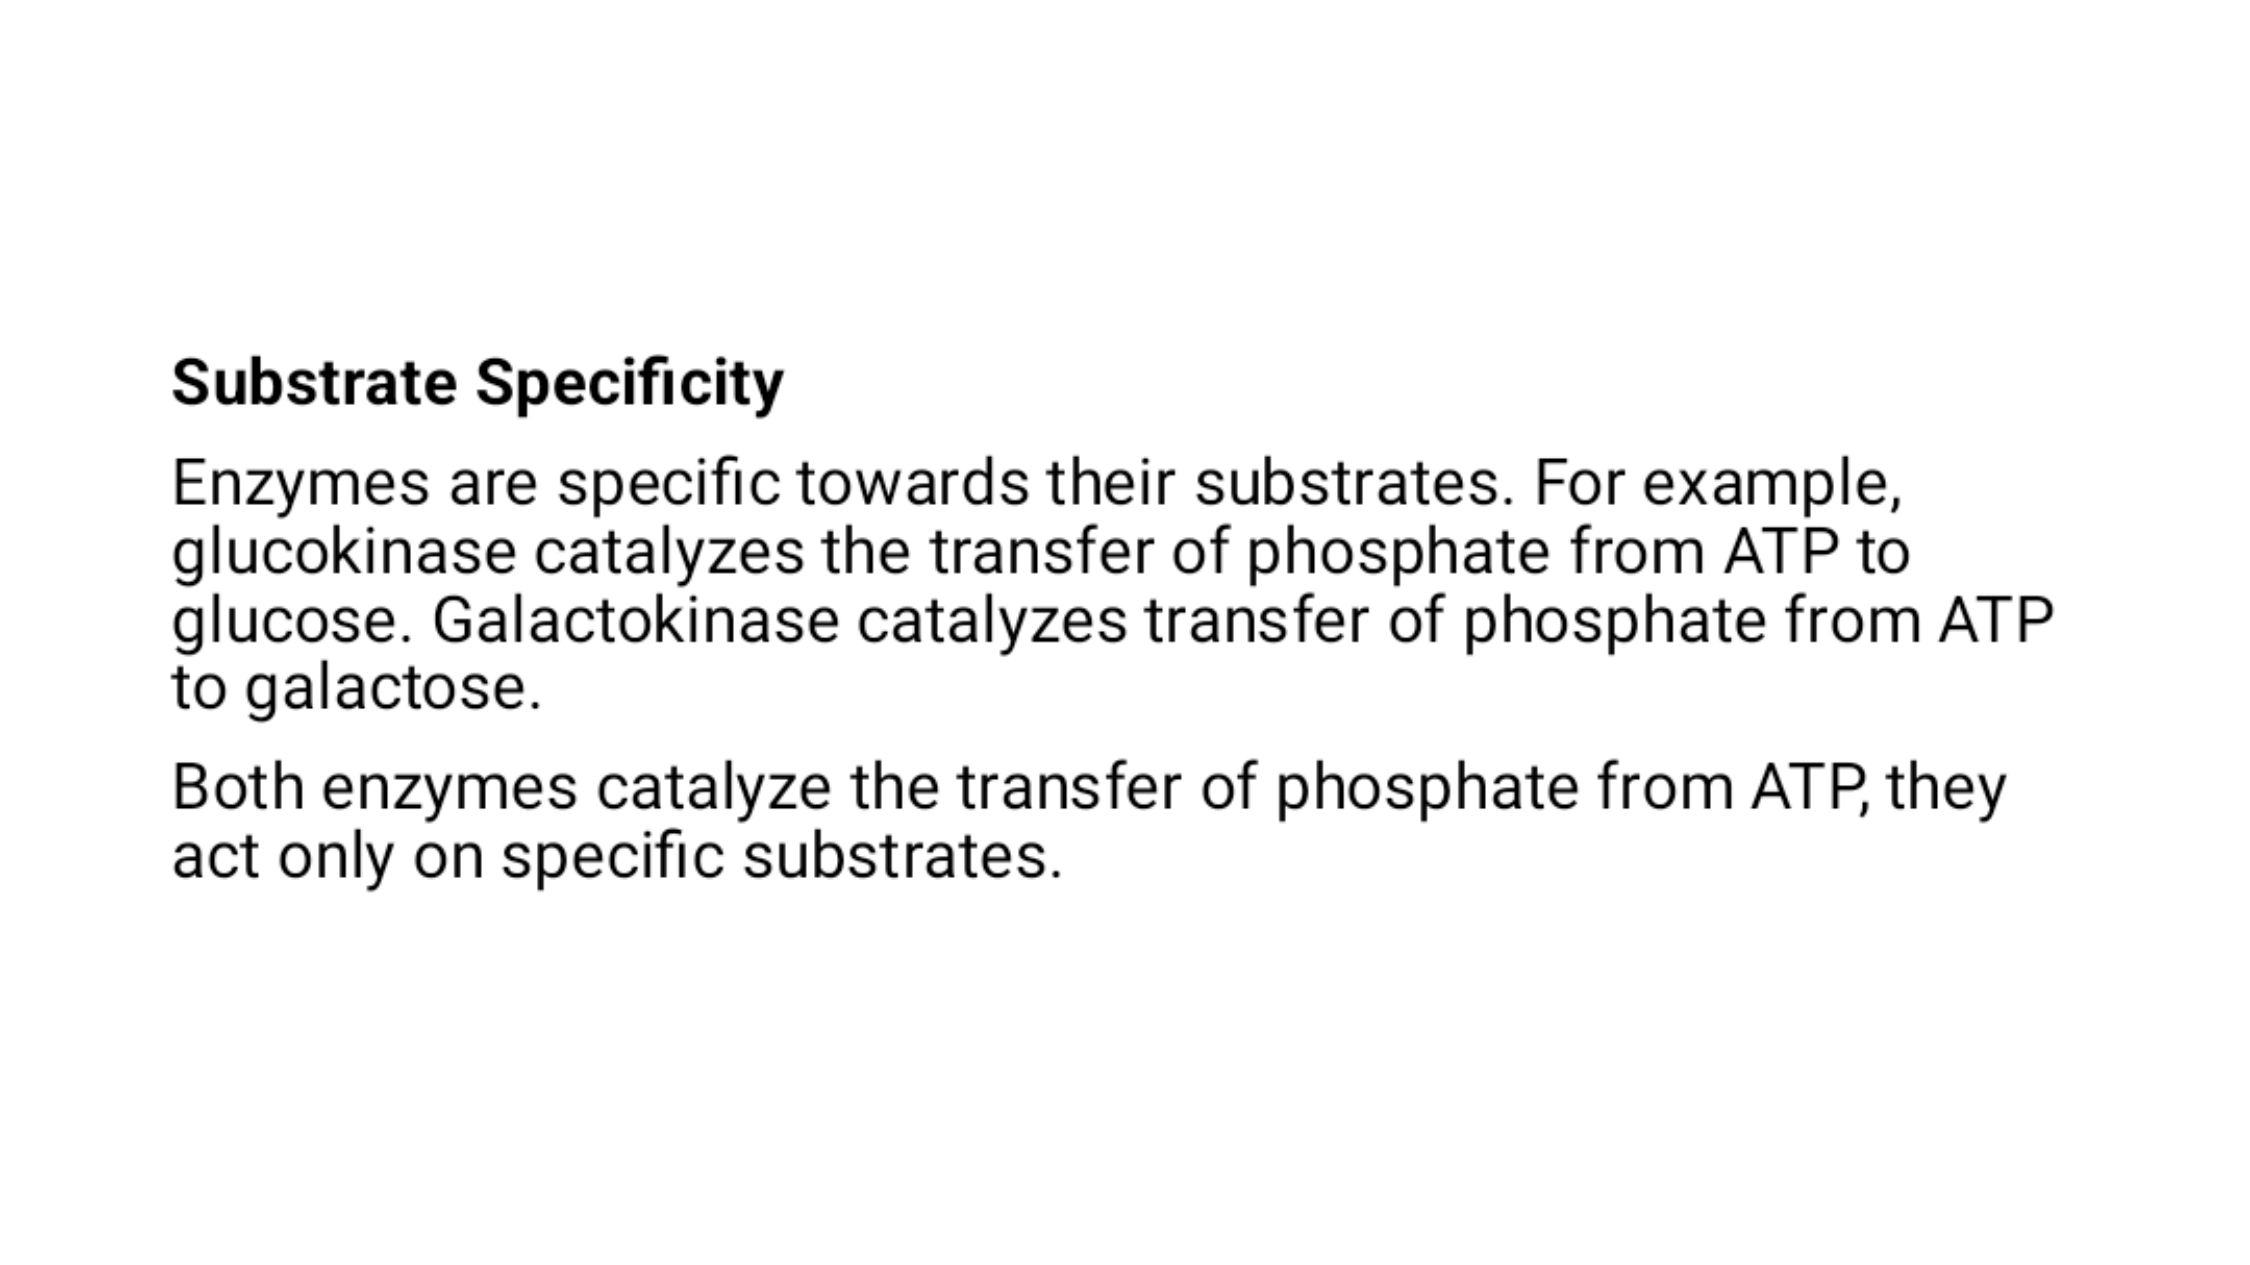 Substrate Specificity
Enzymes are specific towards their substrates. For example,
glucokinase catalyzes the transfer of phosphate from ATP to
glucose. Galactokinase catalyzes transfer of phosphate from ATP
to galactose.
Both enzymes catalyze the transfer of phosphate from ATP, they
act only on specific substrates.